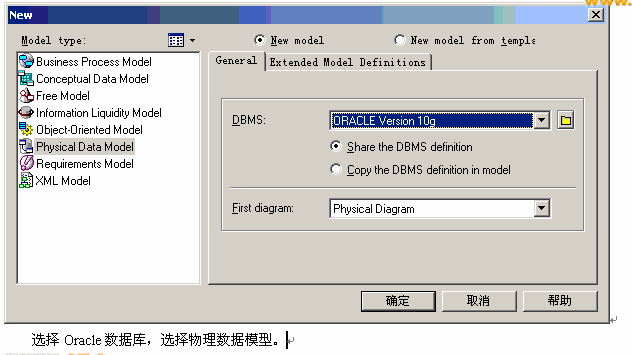 www.
New
Model type:
New model
New model from templ
Business Process Model
Conceptual Data Model
Free Model
Information Liquidity Model
Object-Oriented Model
Physical Data Model
Requirements Model
XML Model
General
Extended Model Definitions
DBMS:
ORACLE Version 10g
Share the DBMS definition
Copy the DBMS definition in model
First diagram:
Physical Diagram
确定
取消
帮助
选择 Oracle 数据库，选择物理数据模型。